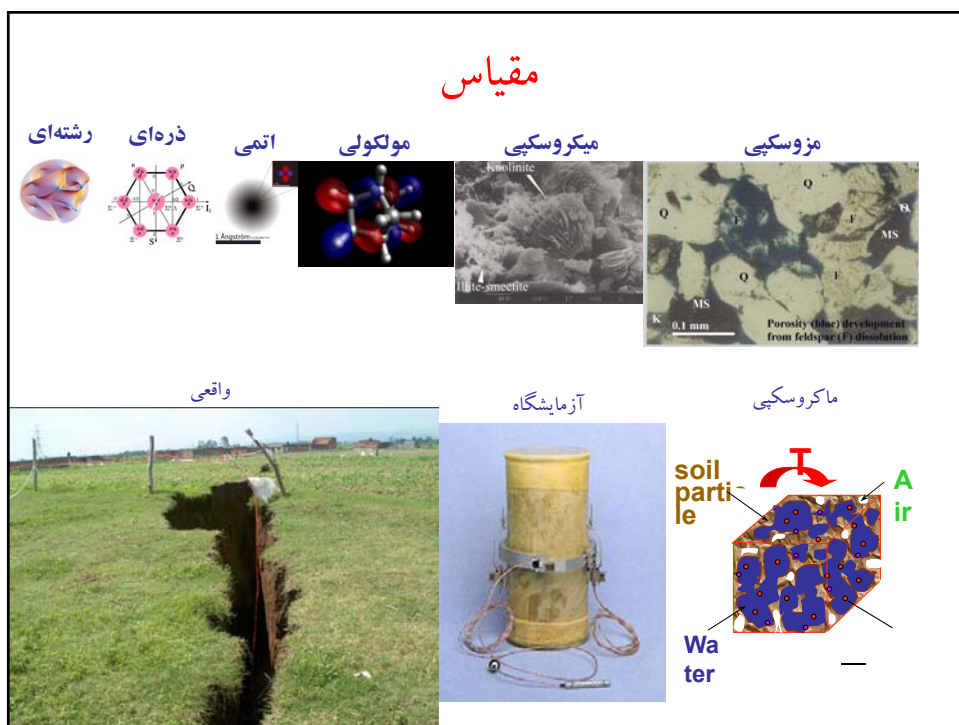 مقیاس
رشته‌ای
ذره‌ای
اتمی
مولکولی
میکروسکپی
مزوسکپی
n p
Q
I₃
S
1 Ångström
Kaolinite
Illite-smectite
Q
F
F
Q
MS
Q
F
MS
K
0.1 mm
Porosity (blue) development
from feldspar (F) dissolution
واقعی
آزمایشگاه
ماکروسکپی
T
soil
parti
le
A
ir
Wa
ter